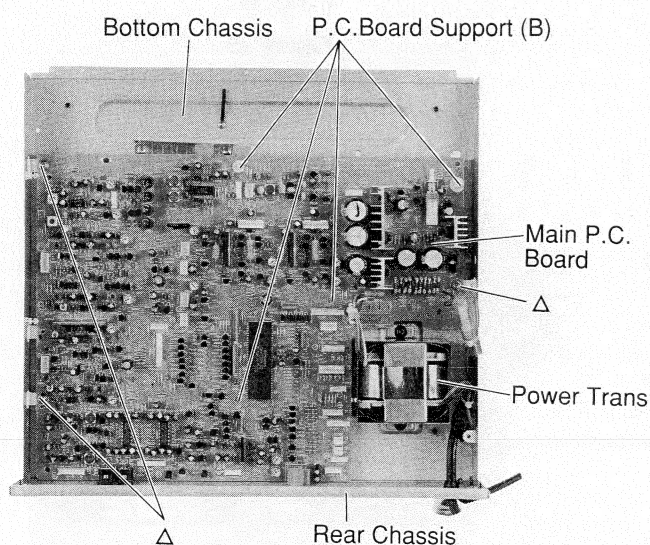 Bottom Chassis
P.C.Board Support (B)
Main P.C.
Board
△
Power Trans
△
Rear Chassis